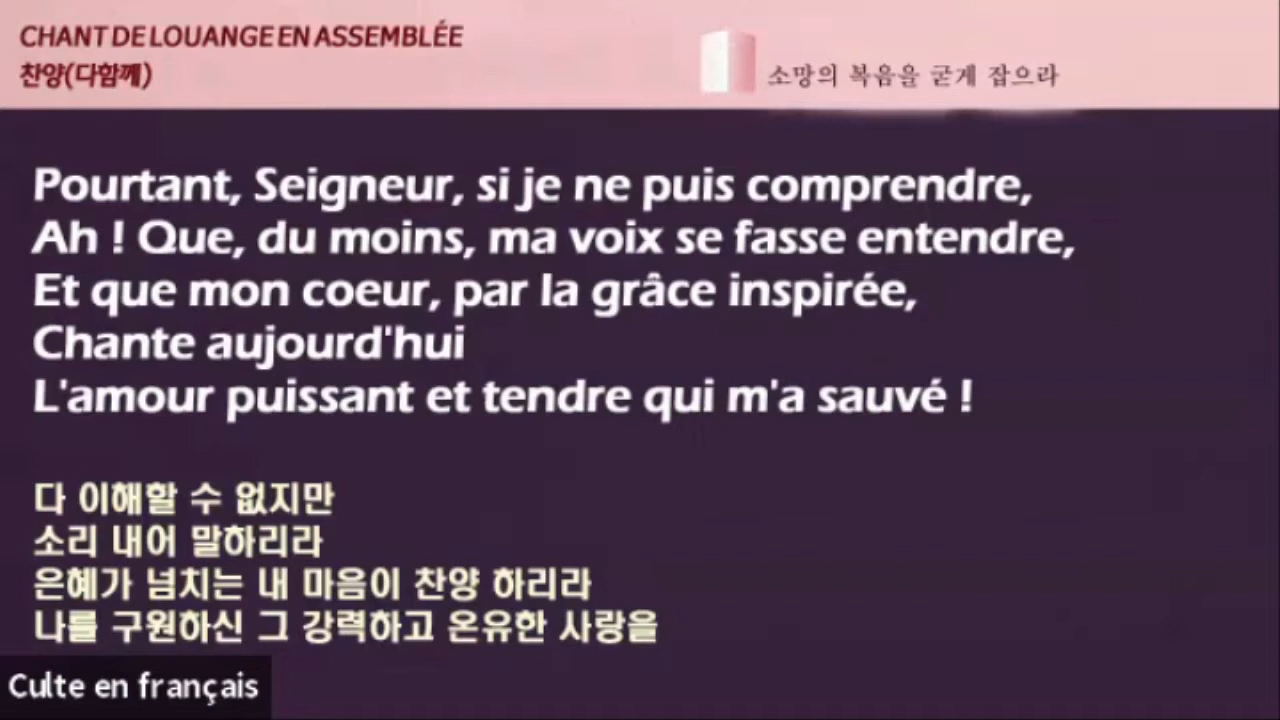 CHANT DE LOUANGE EN ASSEMBLÉE
찬양(다함께)
소망의 복음을 굳게 잡으라
Pourtant, Seigneur, si je ne puis comprendre,
Ah ! Que, du moins, ma voix se fasse entendre,
Et que mon coeur, par la grâce inspirée,
Chante aujourd'hui
L'amour puissant et tendre qui m'a sauvé !
다 이해할 수 없지만
소리 내어 말하리라
은혜가 넘치는 내 마음이 찬양 하리라
나를 구원하신 그 강력하고 온유한 사랑을
Culte en français